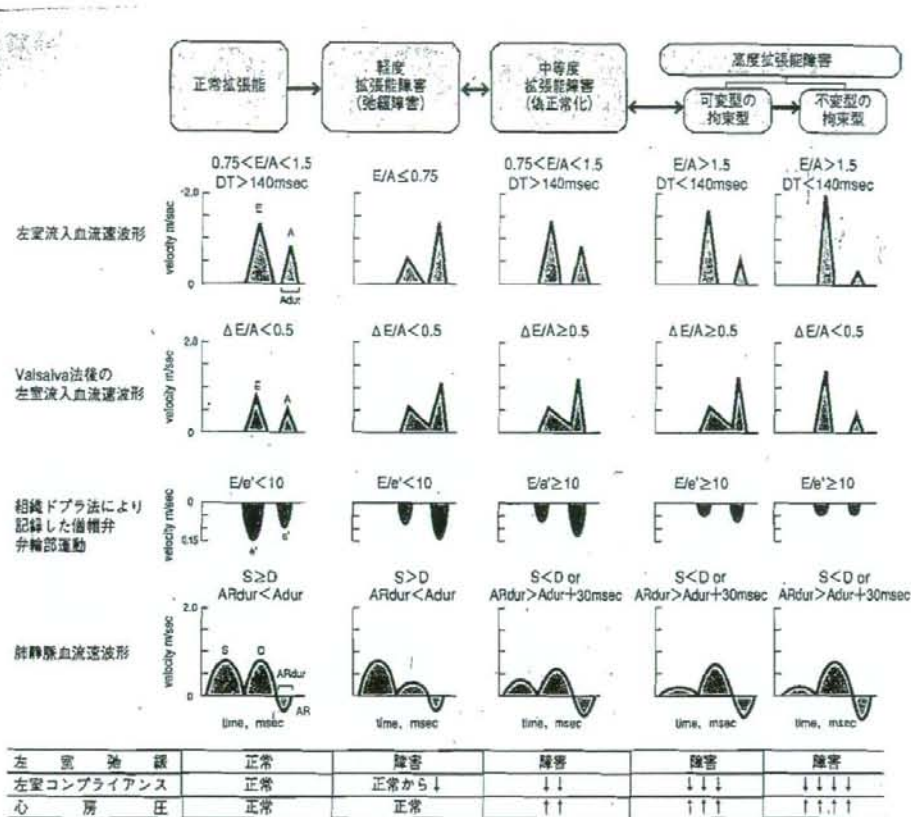 正常拡張能
軽度
拡張能障害
(弛緩障害)
中等度
拡張能障害
(偽正常化)
高度拡張能障害
可変型の
拘束型
不変型の
拘束型
0.75<E/A<1.5
DT>140msec
E/A≤0.75
0.75<E/A<1.5
DT>140msec
E/A>1.5
DT<140msec
E/A>1.5
DT<140msec
左室流入血流速波形
velocity m/sec
2.0
0
E
A
Adur
ΔE/A<0.5
ΔE/A<0.5
ΔE/A≥0.5
ΔE/A≥0.5
ΔE/A<0.5
Valsalva法後の
左室流入血流速波形
velocity m/sec
2.0
0
E
A
E/e'<10
E/e'<10
E/e'≥10
E/e'≥10
E/e'≥10
組織ドプラ法により
記録した僧帽弁
弁輪部運動
velocity m/sec
0
0.15
S≥D
ARdur<Adur
S>D
ARdur<Adur
S<D or
ARdur>Adur+30msec
S<D or
ARdur>Adur+30msec
S<D or
ARdur>Adur+30msec
肺静脈血流速波形
velocity m/sec
2.0
0
S
D
ARdur
AR
time, msec
time, msec
time, msec
time, msec
time, msec
左室弛緩 正常 障害 障害 障害 障害
左室コンプライアンス 正常 正常から↓ ↓↓ ↓↓↓ ↓↓↓↓
心房圧 正常 正常 ↑↑ ↑↑↑ ↑↑↑↑